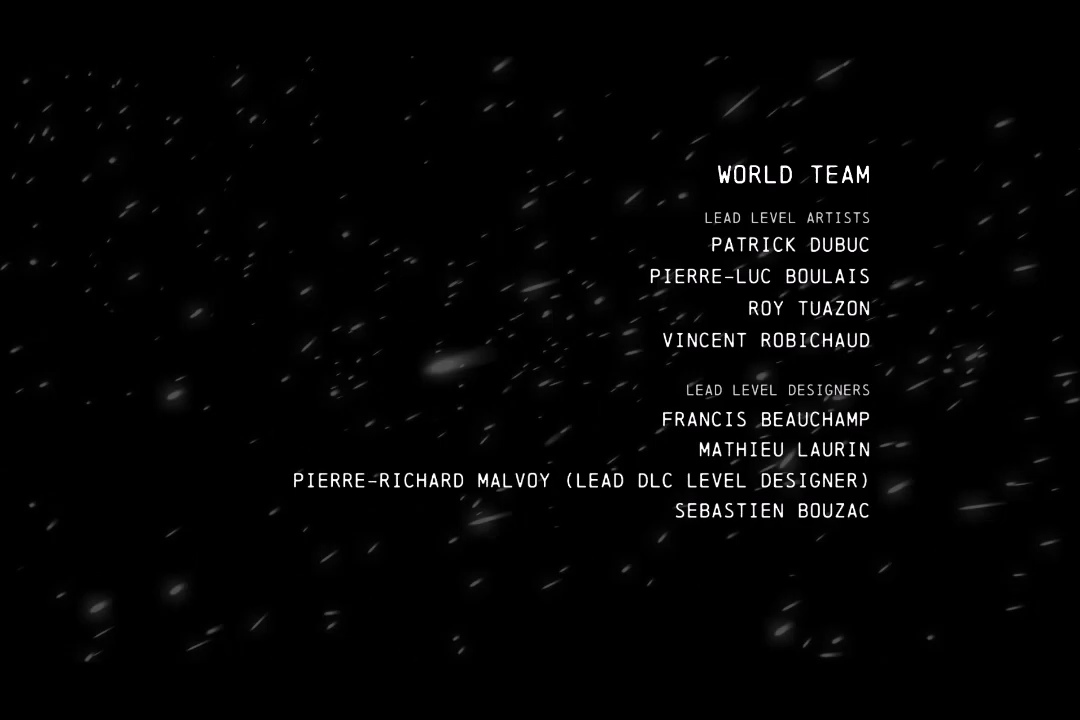 WORLD TEAM
LEAD LEVEL ARTISTS
PATRICK DUBUC
PIERRE-LUC BOULAIS
ROY TUAZON
VINCENT ROBICHAUD
LEAD LEVEL DESIGNERS
FRANCIS BEAUCHAMP
MATHIEU LAURIN
PIERRE-RICHARD MALVOY (LEAD DLC LEVEL DESIGNER)
SEBASTIEN BOUZAC